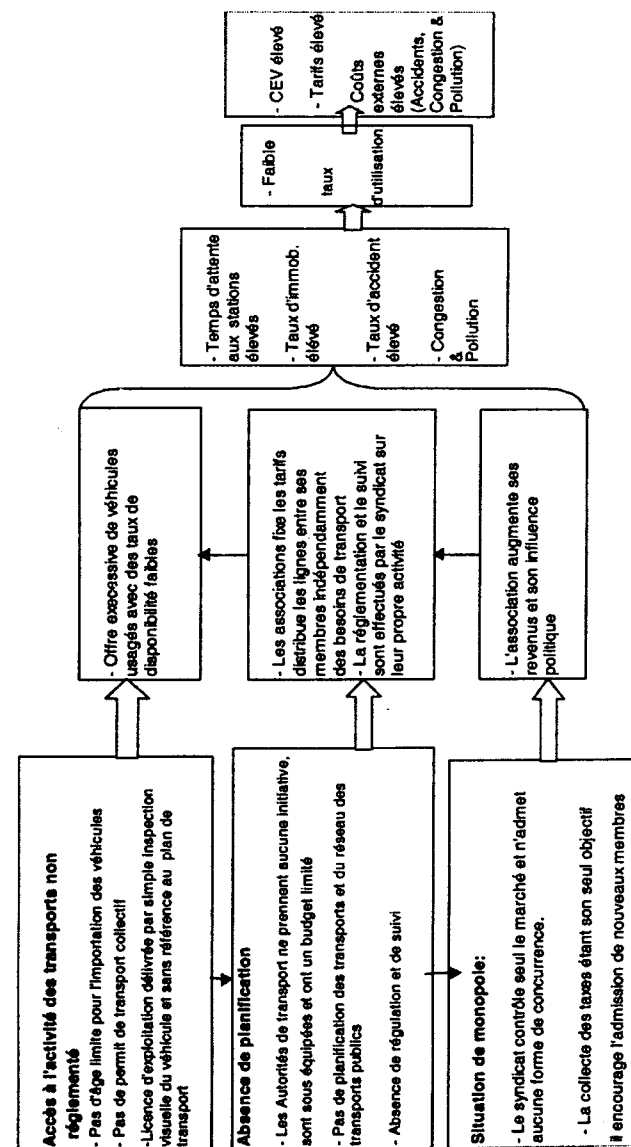 Accès à l'activité des transports non
réglementé
- Pas d'âge limite pour l'importation des véhicules
- Pas de permit de transport collectif
-Licence d'exploitation délivrée par simple inspection
visuelle du véhicule et sans référence au plan de
transport
Absence de planification
- Les Autorités de transport ne prennent aucune initiative,
sont sous équipées et ont un budget limité
- Pas de planification des transports et du réseau des
transports publics
- Absence de régulation et de suivi
Situation de monopole:
- Le syndicat contrôle seul le marché et n'admet
aucune forme de concurrence.
- La collecte des taxes étant son seul objectif
il encourage l'admission de nouveaux membres
- Offre excessive de véhicules
usagés avec des taux de
disponibilité faibles
- Les associations fixe les tarifs
distribue les lignes entre ses
membres indépendamment
des besoins de transport
- La réglementation et le suivi
sont effectués par le syndicat sur
leur propre activité
- L'association augmente ses
revenus et son influence
politique
- Temps d'attente
aux stations
élevés
- Taux d'immob.
élévé
- Taux d'accident
élevé
- Congestion
&
Pollution
- Faible
taux
d'utilisation
- CEV élevé
- Tarifs élevé
Coûts
externes
élevés
(Accidents,
Congestion &
Pollution)